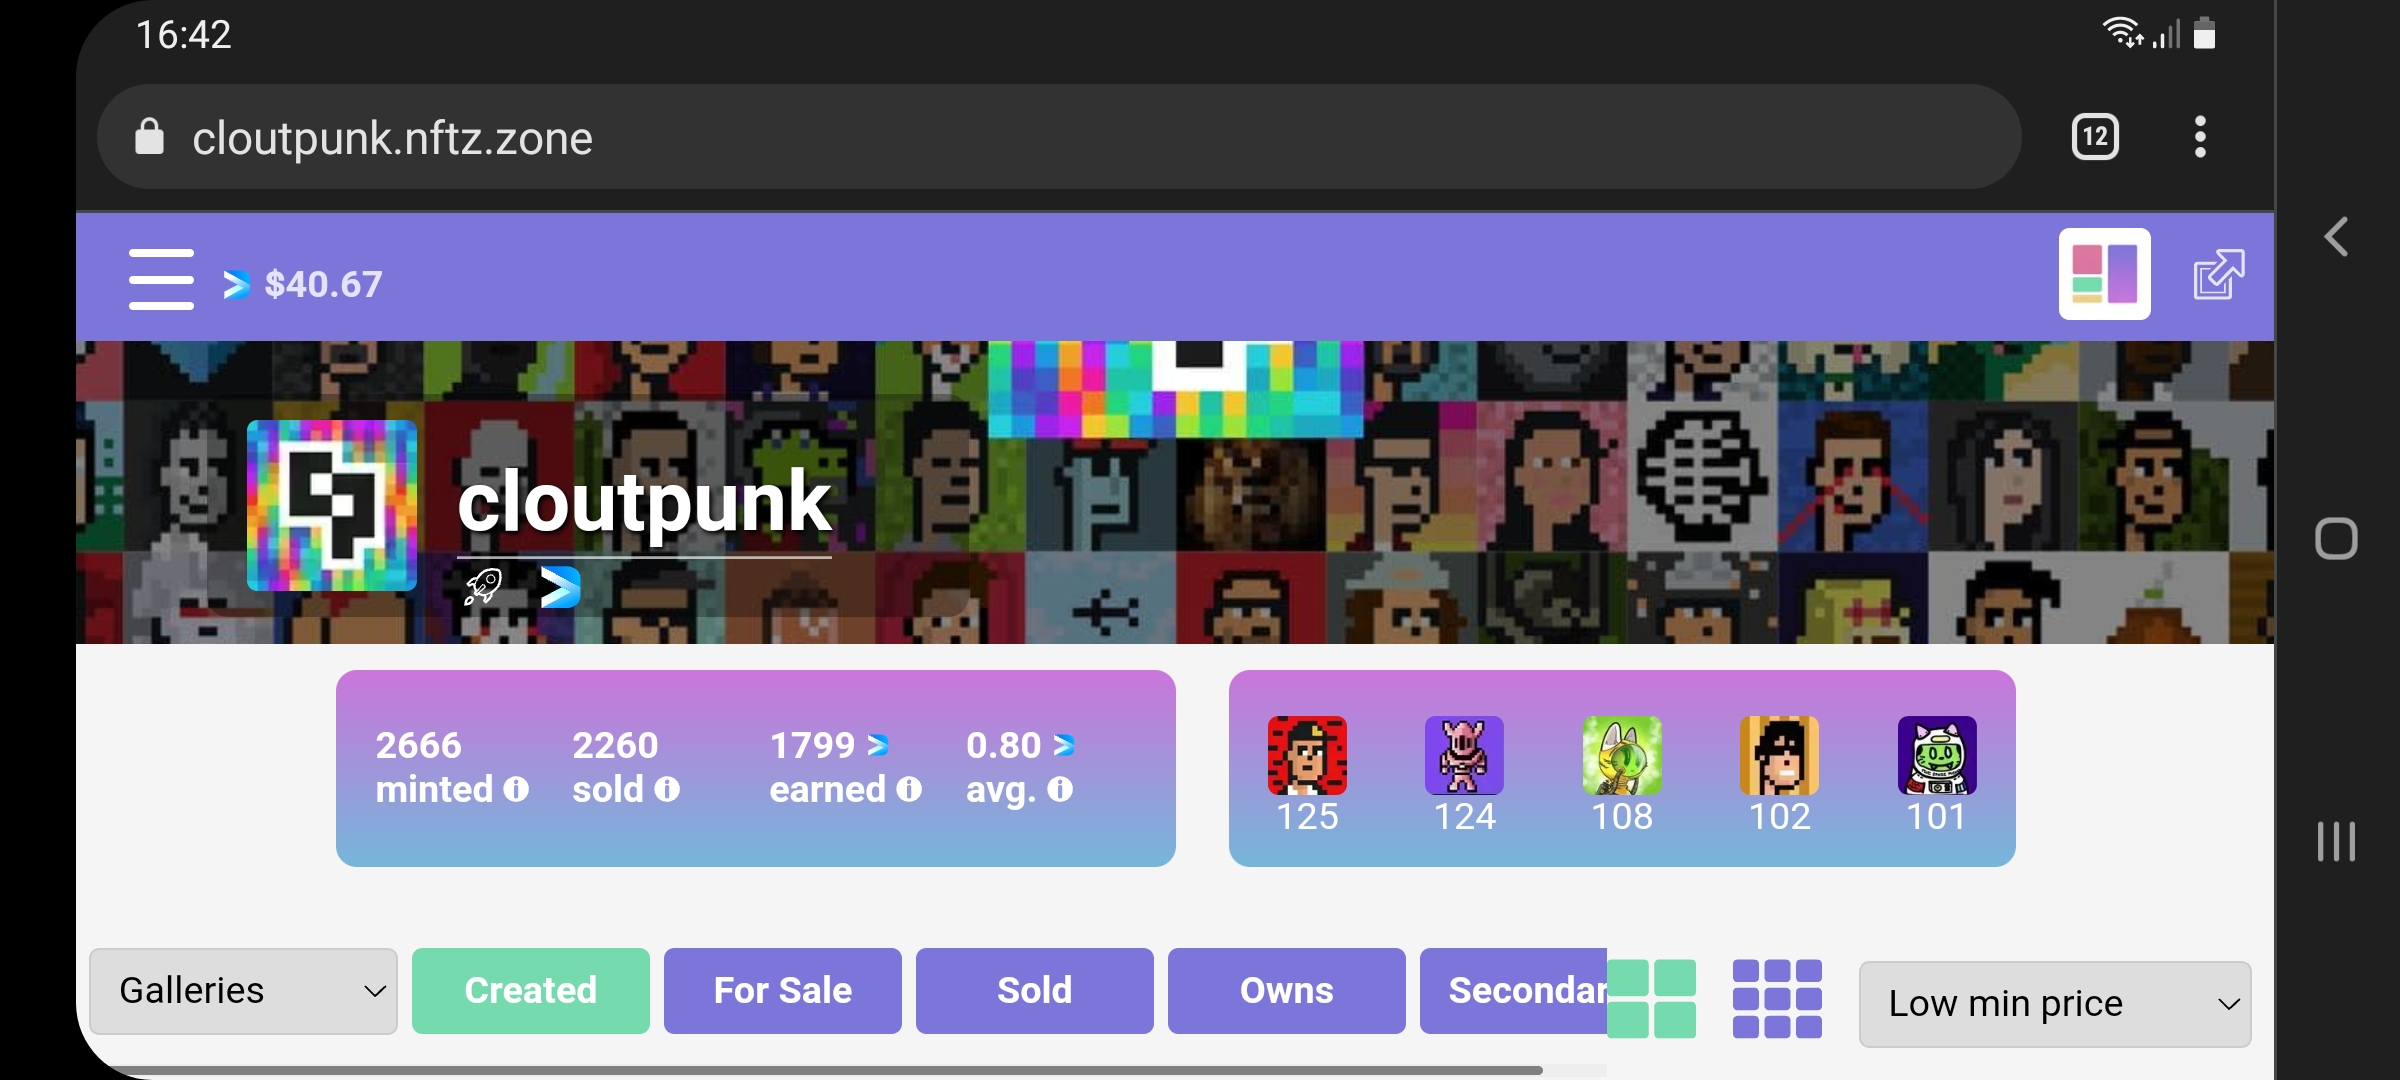 16:42
cloutpunk.nftz.zone
12
$40.67
cloutpunk
2666 minted
2260 sold
1799 earned
0.80 avg.
125
124
108
102
101
Galleries
Created
For Sale
Sold
Owns
Secondar
Low min price